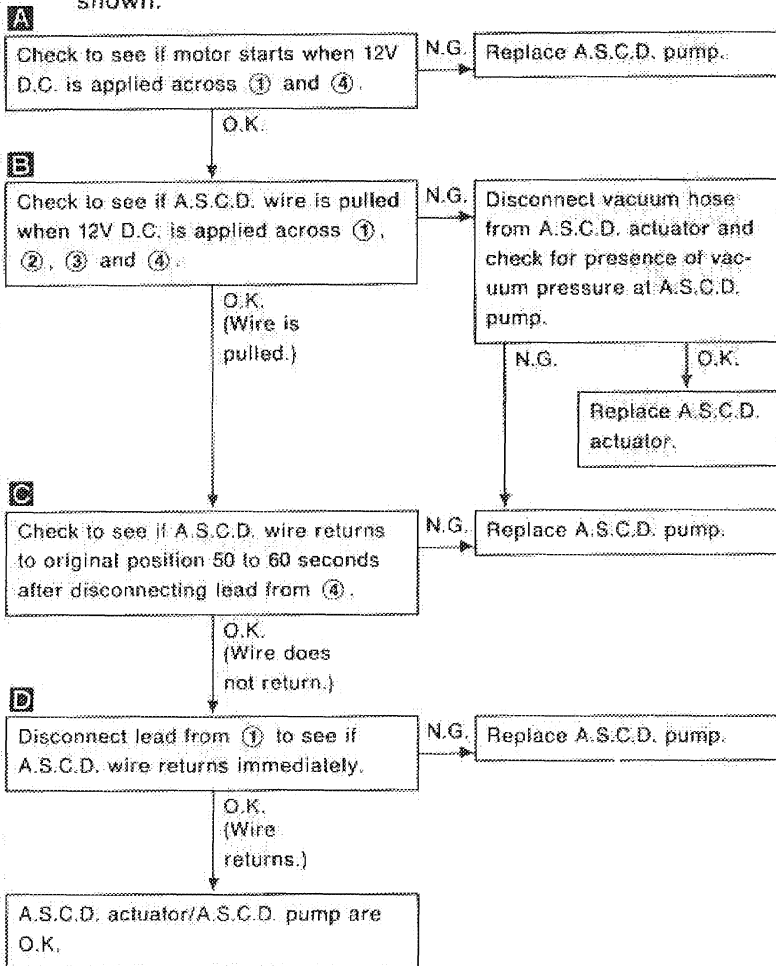 shown.
A
Check to see if motor starts when 12V
D.C. is applied across ① and ④.
N.G.
Replace A.S.C.D. pump.
O.K.
B
Check to see if A.S.C.D. wire is pulled
when 12V D.C. is applied across ①,
②, ③ and ④.
N.G.
Disconnect vacuum hose
from A.S.C.D. actuator and
check for presence of vac-
uum pressure at A.S.C.D.
pump.
O.K.
(Wire is
pulled.)
N.G.
O.K.
Replace A.S.C.D.
actuator.
C
Check to see if A.S.C.D. wire returns
to original position 50 to 60 seconds
after disconnecting lead from ④.
N.G.
Replace A.S.C.D. pump.
O.K.
(Wire does
not return.)
D
Disconnect lead from ① to see if
A.S.C.D. wire returns immediately.
N.G.
Replace A.S.C.D. pump.
O.K.
(Wire
returns.)
A.S.C.D. actuator/A.S.C.D. pump are
O.K.